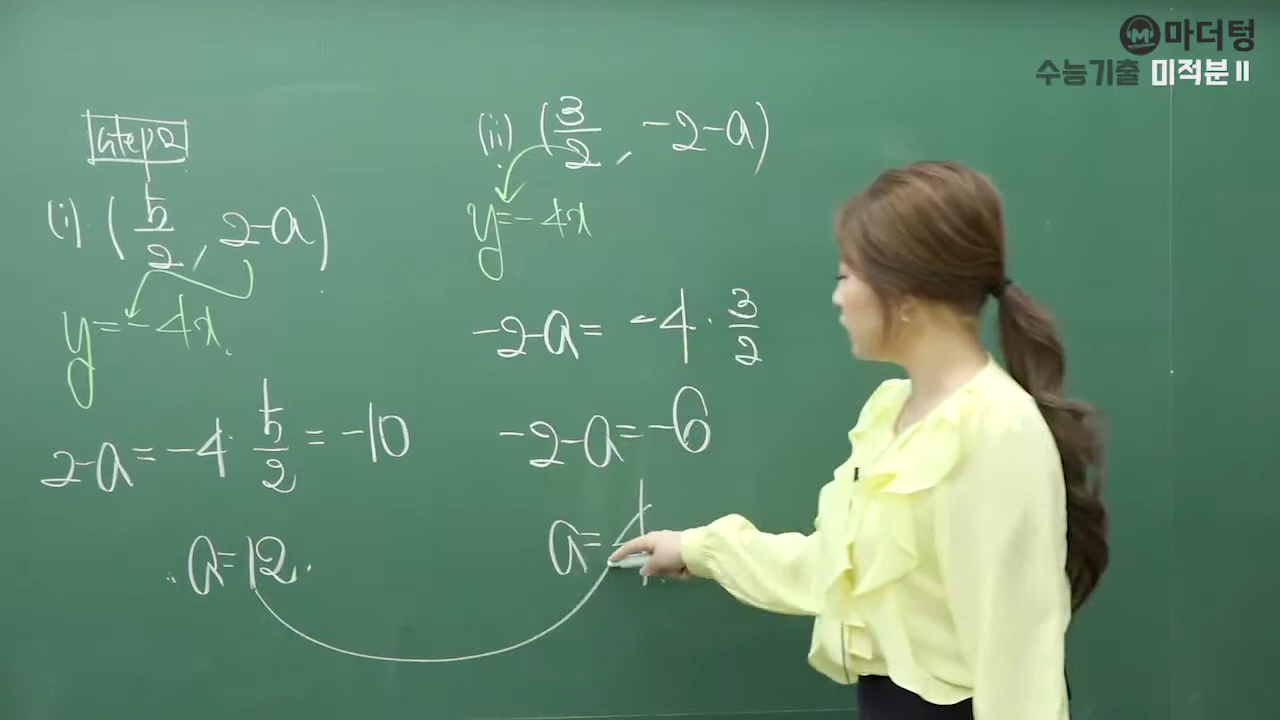 마더텅
수능기출 미적분 II
step2
(i) (5/2, 2-a)
y=-4x
2-a=-4·5/2=-10
a=12.
(ii) (3/2, -2-a)
y=-4x
-2-a=-4·3/2
-2-a=-6
a=4